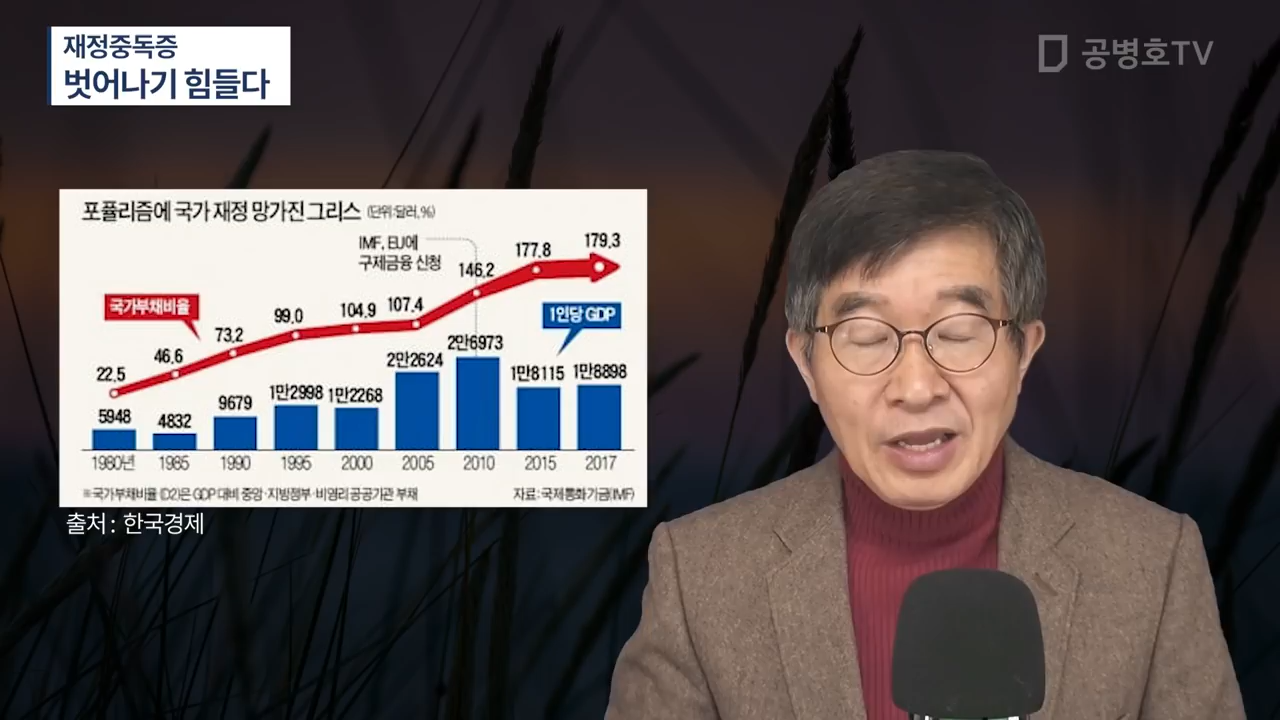 재정중독증
벗어나기 힘들다
공병호TV
포퓰리즘에 국가 재정 망가진 그리스 (단위:달러, %)
IMF, EU에
구제금융 신청
국가부채비율
1인당 GDP
22.5 46.6 73.2 99.0 104.9 107.4 146.2 177.8 179.3
5948 4832 9679 1만2998 1만2268 2만2624 2만6973 1만8115 1만8898
1980년 1985 1990 1995 2000 2005 2010 2015 2017
※국가부채비율 (D2)은 GDP 대비 중앙·지방정부·비영리 공공기관 부채
자료:국제통화기금(IMF)
출처 : 한국경제